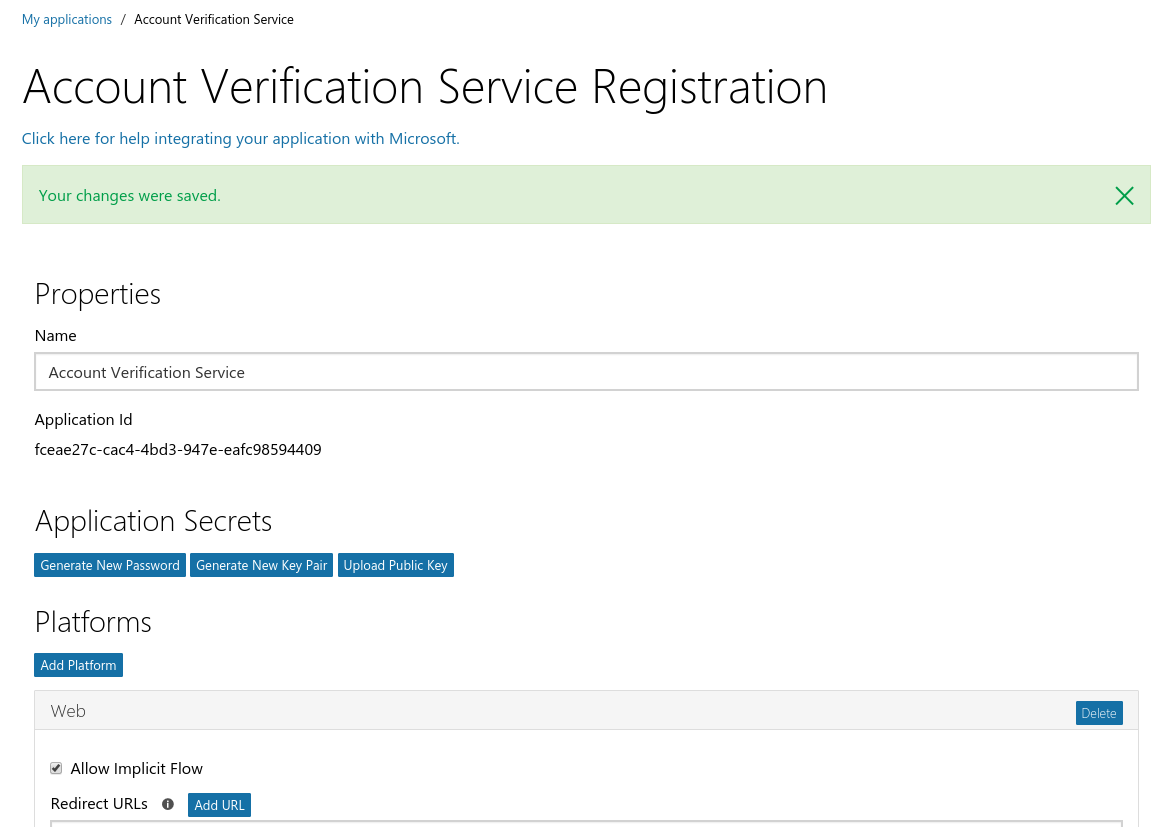 My applications / Account Verification Service
Account Verification Service Registration
Click here for help integrating your application with Microsoft.
Your changes were saved.
Properties
Name
Account Verification Service
Application Id
fceae27c-cac4-4bd3-947e-eafc98594409
Application Secrets
Generate New Password Generate New Key Pair Upload Public Key
Platforms
Add Platform
Web Delete
Allow Implicit Flow
Redirect URLs Add URL